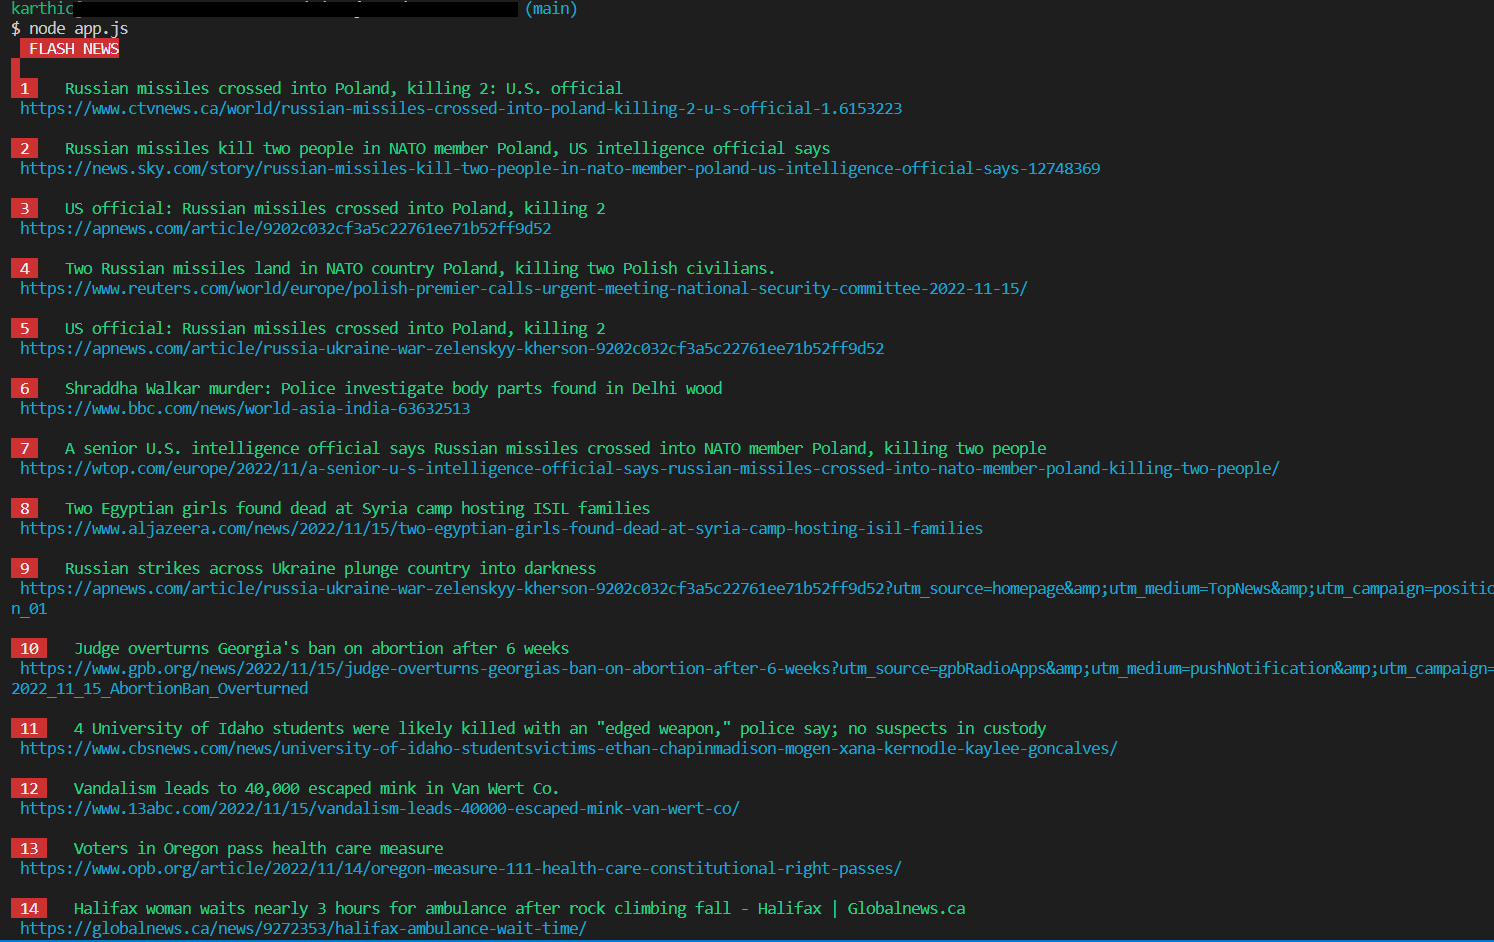 karthic (main)
$ node app.js
FLASH NEWS
1 Russian missiles crossed into Poland, killing 2: U.S. official
https://www.ctvnews.ca/world/russian-missiles-crossed-into-poland-killing-2-u-s-official-1.6153223
2 Russian missiles kill two people in NATO member Poland, US intelligence official says
https://news.sky.com/story/russian-missiles-kill-two-people-in-nato-member-poland-us-intelligence-official-says-12748369
3 US official: Russian missiles crossed into Poland, killing 2
https://apnews.com/article/9202c032cf3a5c22761ee71b52ff9d52
4 Two Russian missiles land in NATO country Poland, killing two Polish civilians.
https://www.reuters.com/world/europe/polish-premier-calls-urgent-meeting-national-security-committee-2022-11-15/
5 US official: Russian missiles crossed into Poland, killing 2
https://apnews.com/article/russia-ukraine-war-zelenskyy-kherson-9202c032cf3a5c22761ee71b52ff9d52
6 Shraddha Walkar murder: Police investigate body parts found in Delhi wood
https://www.bbc.com/news/world-asia-india-63632513
7 A senior U.S. intelligence official says Russian missiles crossed into NATO member Poland, killing two people
https://wtop.com/europe/2022/11/a-senior-u-s-intelligence-official-says-russian-missiles-crossed-into-nato-member-poland-killing-two-people/
8 Two Egyptian girls found dead at Syria camp hosting ISIL families
https://www.aljazeera.com/news/2022/11/15/two-egyptian-girls-found-dead-at-syria-camp-hosting-isil-families
9 Russian strikes across Ukraine plunge country into darkness
https://apnews.com/article/russia-ukraine-war-zelenskyy-kherson-9202c032cf3a5c22761ee71b52ff9d52?utm_source=homepage&amp;utm_medium=TopNews&amp;utm_campaign=positio
n_01
10 Judge overturns Georgia's ban on abortion after 6 weeks
https://www.gpb.org/news/2022/11/15/judge-overturns-georgias-ban-on-abortion-after-6-weeks?utm_source=gpbRadioApps&amp;utm_medium=pushNotification&amp;utm_campaign=
2022_11_15_AbortionBan_Overturned
11 4 University of Idaho students were likely killed with an "edged weapon," police say; no suspects in custody
https://www.cbsnews.com/news/university-of-idaho-studentsvictims-ethan-chapinmadison-mogen-xana-kernodle-kaylee-goncalves/
12 Vandalism leads to 40,000 escaped mink in Van Wert Co.
https://www.13abc.com/2022/11/15/vandalism-leads-40000-escaped-mink-van-wert-co/
13 Voters in Oregon pass health care measure
https://www.opb.org/article/2022/11/14/oregon-measure-111-health-care-constitutional-right-passes/
14 Halifax woman waits nearly 3 hours for ambulance after rock climbing fall - Halifax | Globalnews.ca
https://globalnews.ca/news/9272353/halifax-ambulance-wait-time/